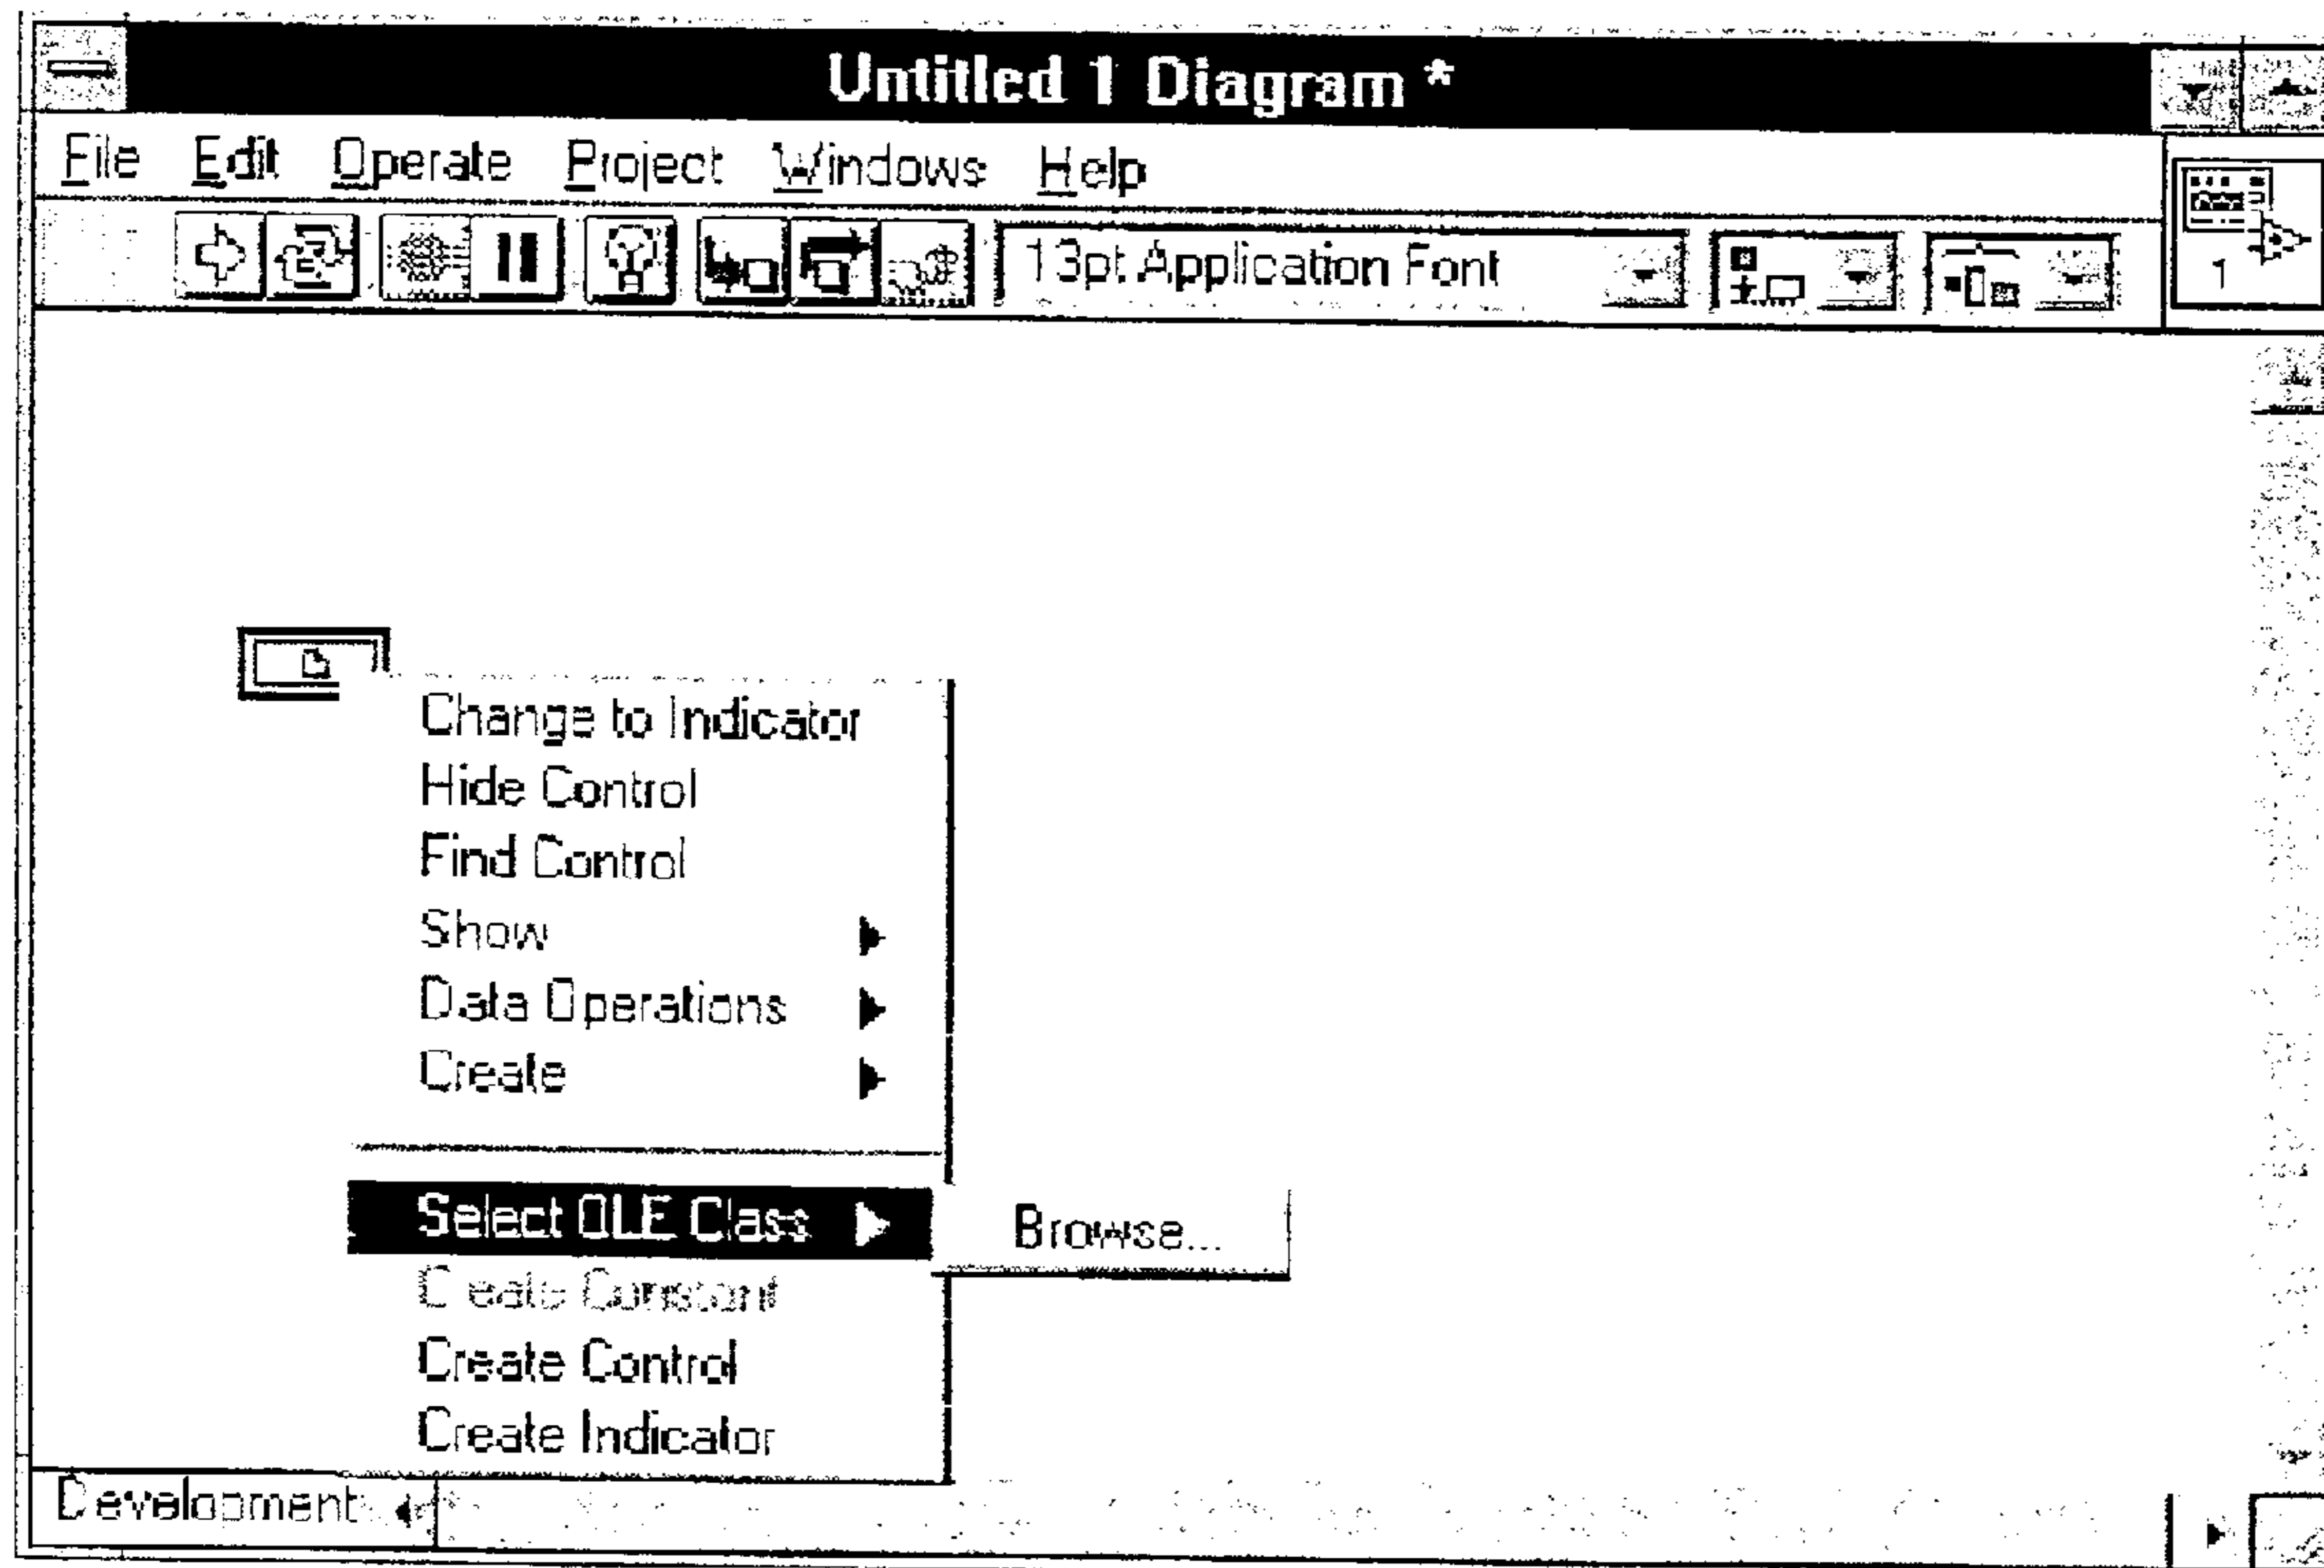 Untitled 1 Diagram *
File Edit Operate Project Windows Help
13pt Application Font
1
Change to Indicator
Hide Control
Find Control
Show
Data Operations
Create
Select OLE Class
Browse...
Create Constant
Create Control
Create Indicator
Development